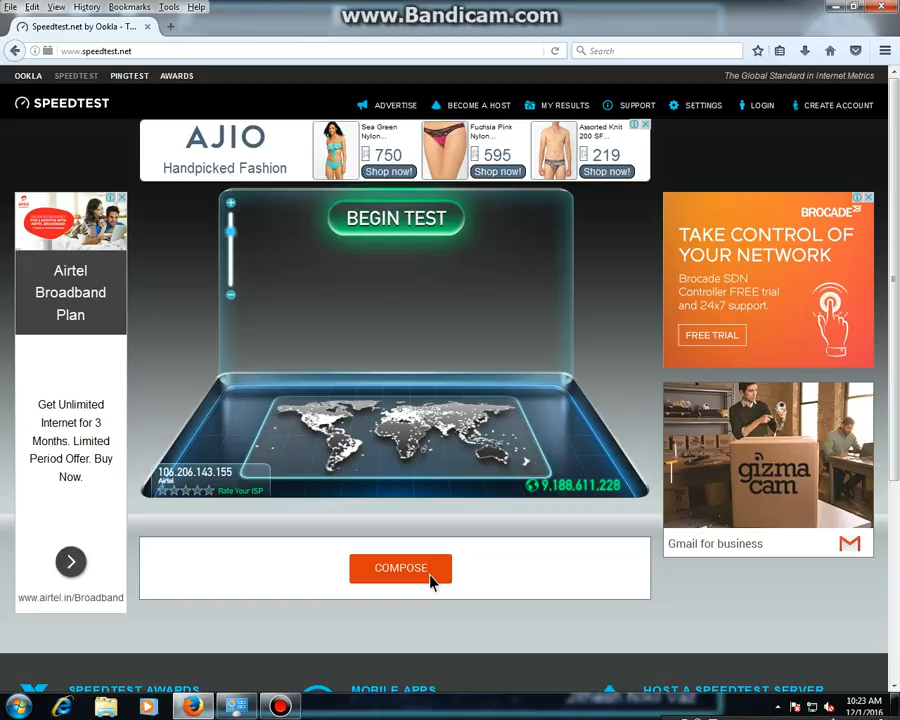 www.Bandicam.com
File Edit View History Bookmarks Tools Help
Speedtest.net by Ookla - T...
www.speedtest.net
Search
OOKLA SPEEDTEST PINGTEST AWARDS
The Global Standard in Internet Metrics
SPEEDTEST
ADVERTISE BECOME A HOST MY RESULTS SUPPORT SETTINGS LOGIN CREATE ACCOUNT
AJIO
Handpicked Fashion
Sea Green
Nylon...
750
Shop now!
Fuchsia Pink
Nylon...
595
Shop now!
Assorted Knit
200 SF...
219
Shop now!
BEGIN TEST
Airtel
Broadband
Plan
Get Unlimited
Internet for 3
Months. Limited
Period Offer. Buy
Now.
www.airtel.in/Broadband
106.206.143.155
Airtel
Rate Your ISP
9,188,611,228
BROCADE
TAKE CONTROL OF
YOUR NETWORK
Brocade SDN
Controller FREE trial
and 24x7 support.
FREE TRIAL
gizma
cam
Gmail for business
COMPOSE
SPEEDTEST AWARDS
MOBILE APPS
HOST A SPEEDTEST SERVER
10:23 AM
12/1/2016